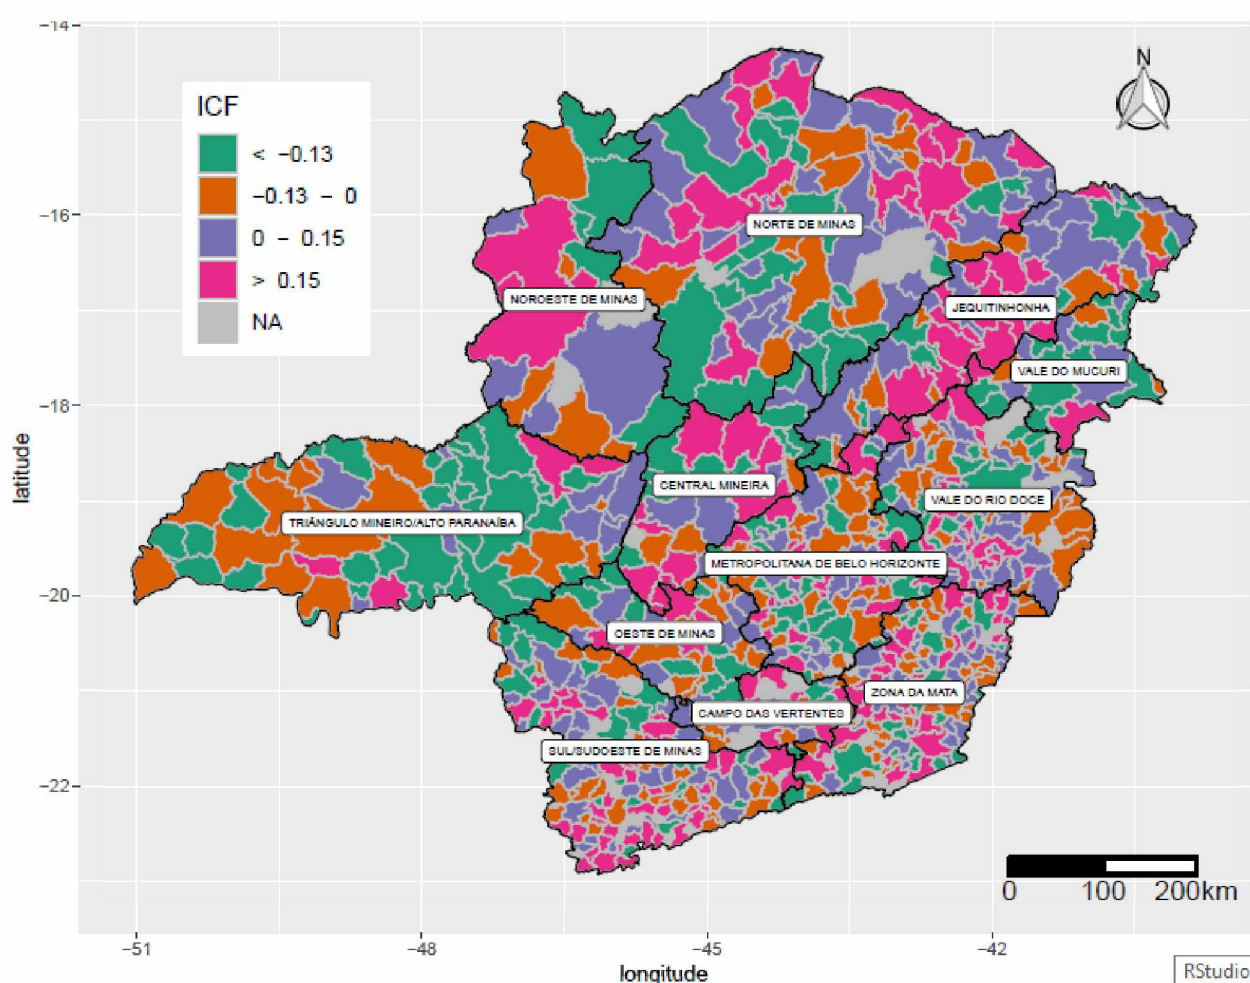 −14
N
ICF
< −0.13
−0.13 − 0
0 − 0.15
> 0.15
NA
−16
NORTE DE MINAS
NOROESTE DE MINAS
JEQUITINHONHA
VALE DO MUCURI
−18
latitude
CENTRAL MINEIRA
VALE DO RIO DOCE
TRIÂNGULO MINEIRO/ALTO PARANAÍBA
METROPOLITANA DE BELO HORIZONTE
−20
OESTE DE MINAS
ZONA DA MATA
CAMPO DAS VERTENTES
SUL/SUDOESTE DE MINAS
−22
0 100 200km
−51 −48 −45 −42
longitude
RStudio